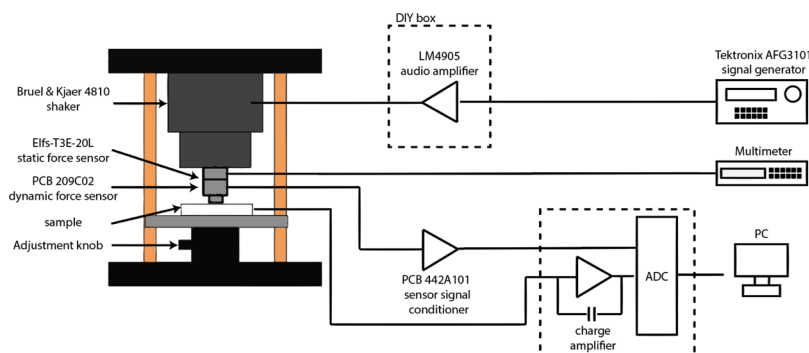 DIY box
LM4905
audio amplifier
Tektronix AFG3101
signal generator
Bruel & Kjaer 4810
shaker
Elfs-T3E-20L
static force sensor
PCB 209C02
dynamic force sensor
sample
Adjustment knob
Multimeter
PCB 442A101
sensor signal
conditioner
charge
amplifier
ADC
PC